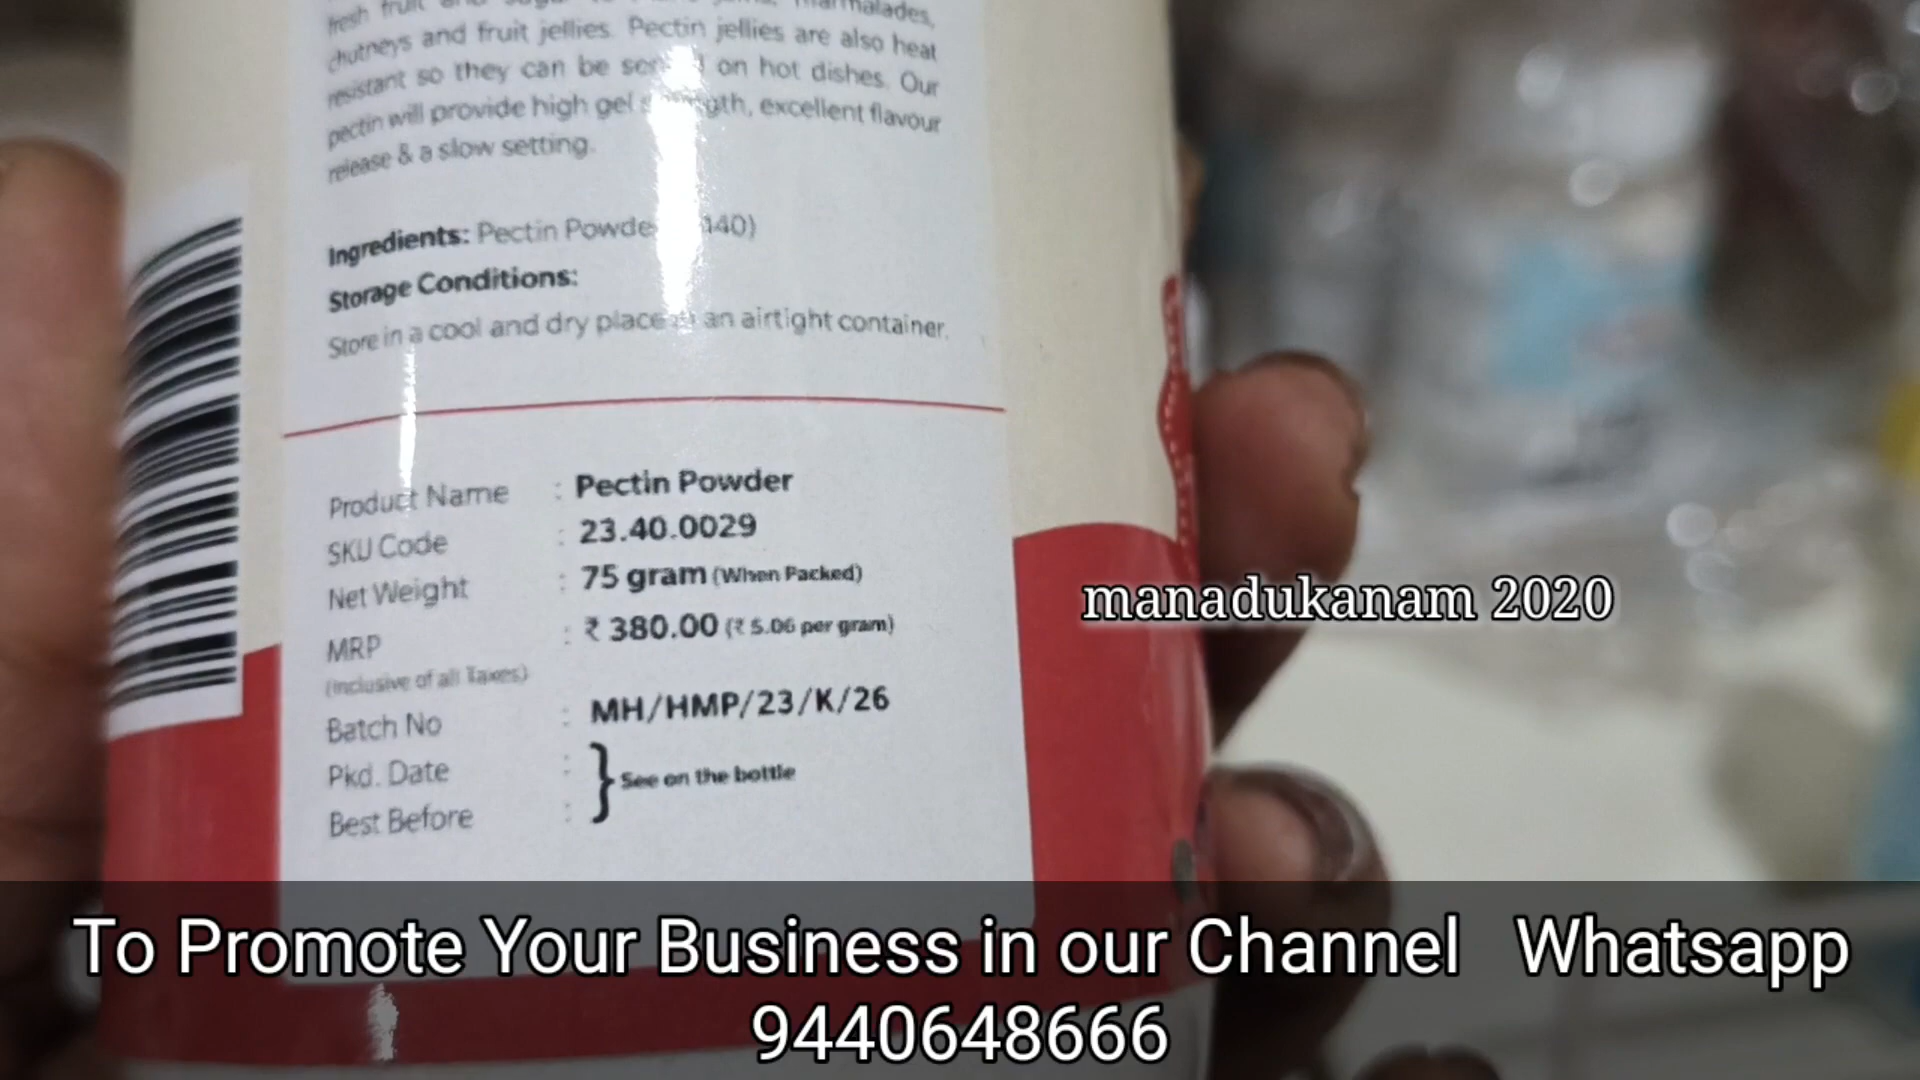 fresh fruit and marmalades,
chutneys and fruit jellies. Pectin jellies are also heat
resistant so they can be on hot dishes. Our
pectin will provide high gel excellent flavour
release & a slow setting.
Ingredients: Pectin
Storage Conditions:
Store in a cool and dry place an airtight container.
Product Name : Pectin Powder
SKU Code : 23.40.0029
Net Weight : 75 gram (When Packed)
MRP : ₹ 380.00 (₹ 5.06 per gram)
(Inclusive of all Taxes)
Batch No : MH/HMP/23/K/26
Pkd. Date :
Best Before : } See on the bottle
manadukanam 2020
To Promote Your Business in our Channel Whatsapp
9440648666